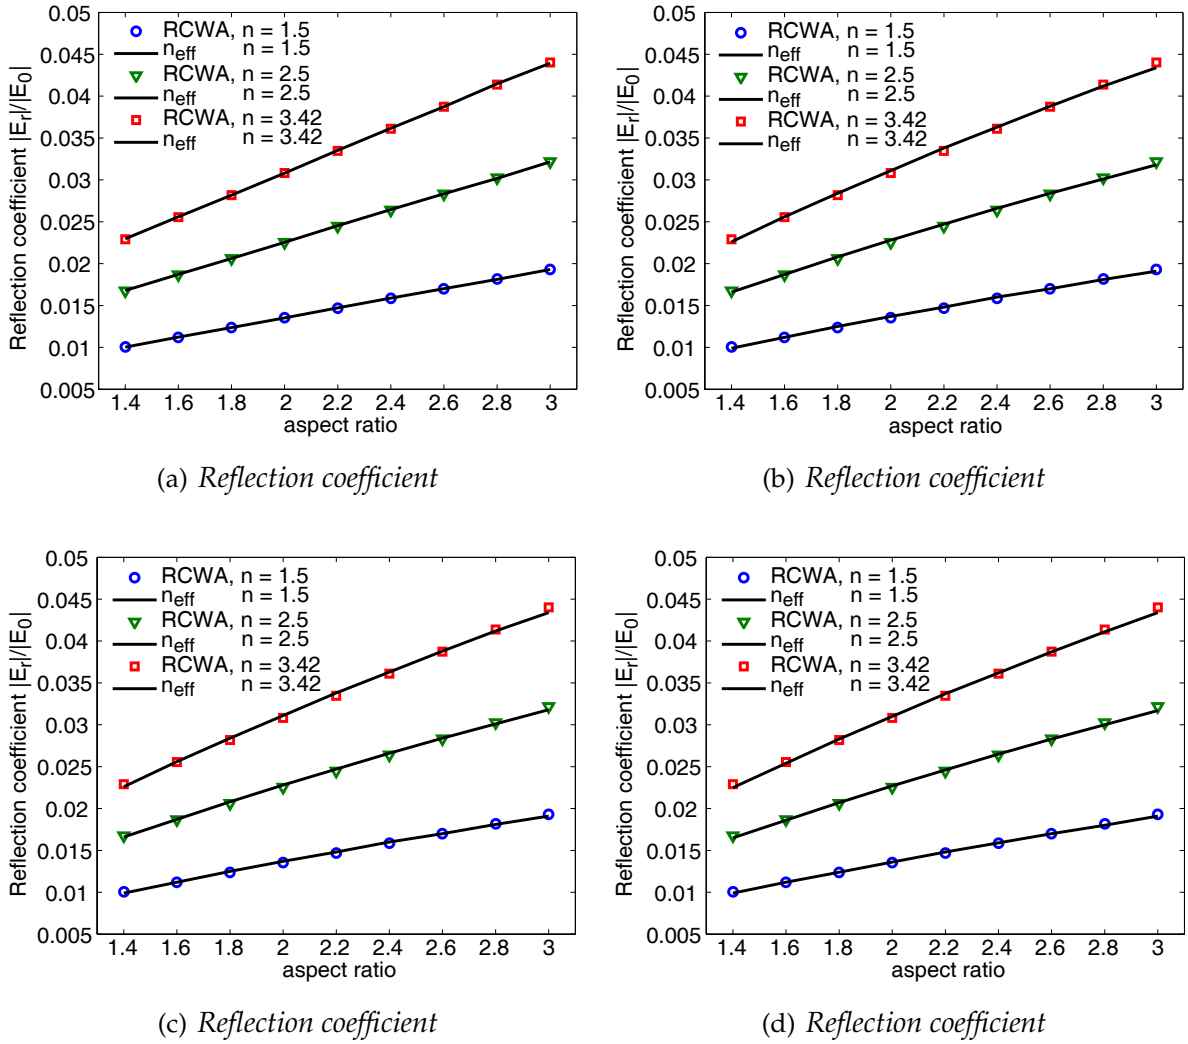 0.05
0.045
0.04
0.035
0.03
0.025
0.02
0.015
0.01
0.005
Reflection coefficient |Er|/|E0|
RCWA, n = 1.5
neff n = 1.5
RCWA, n = 2.5
neff n = 2.5
RCWA, n = 3.42
neff n = 3.42
1.4 1.6 1.8 2 2.2 2.4 2.6 2.8 3
aspect ratio
(a) Reflection coefficient
0.05
0.045
0.04
0.035
0.03
0.025
0.02
0.015
0.01
0.005
Reflection coefficient |Er|/|E0|
RCWA, n = 1.5
neff n = 1.5
RCWA, n = 2.5
neff n = 2.5
RCWA, n = 3.42
neff n = 3.42
1.4 1.6 1.8 2 2.2 2.4 2.6 2.8 3
aspect ratio
(b) Reflection coefficient
0.05
0.045
0.04
0.035
0.03
0.025
0.02
0.015
0.01
0.005
Reflection coefficient |Er|/|E0|
RCWA, n = 1.5
neff n = 1.5
RCWA, n = 2.5
neff n = 2.5
RCWA, n = 3.42
neff n = 3.42
1.4 1.6 1.8 2 2.2 2.4 2.6 2.8 3
aspect ratio
(c) Reflection coefficient
0.05
0.045
0.04
0.035
0.03
0.025
0.02
0.015
0.01
0.005
Reflection coefficient |Er|/|E0|
RCWA, n = 1.5
neff n = 1.5
RCWA, n = 2.5
neff n = 2.5
RCWA, n = 3.42
neff n = 3.42
1.4 1.6 1.8 2 2.2 2.4 2.6 2.8 3
aspect ratio
(d) Reflection coefficient